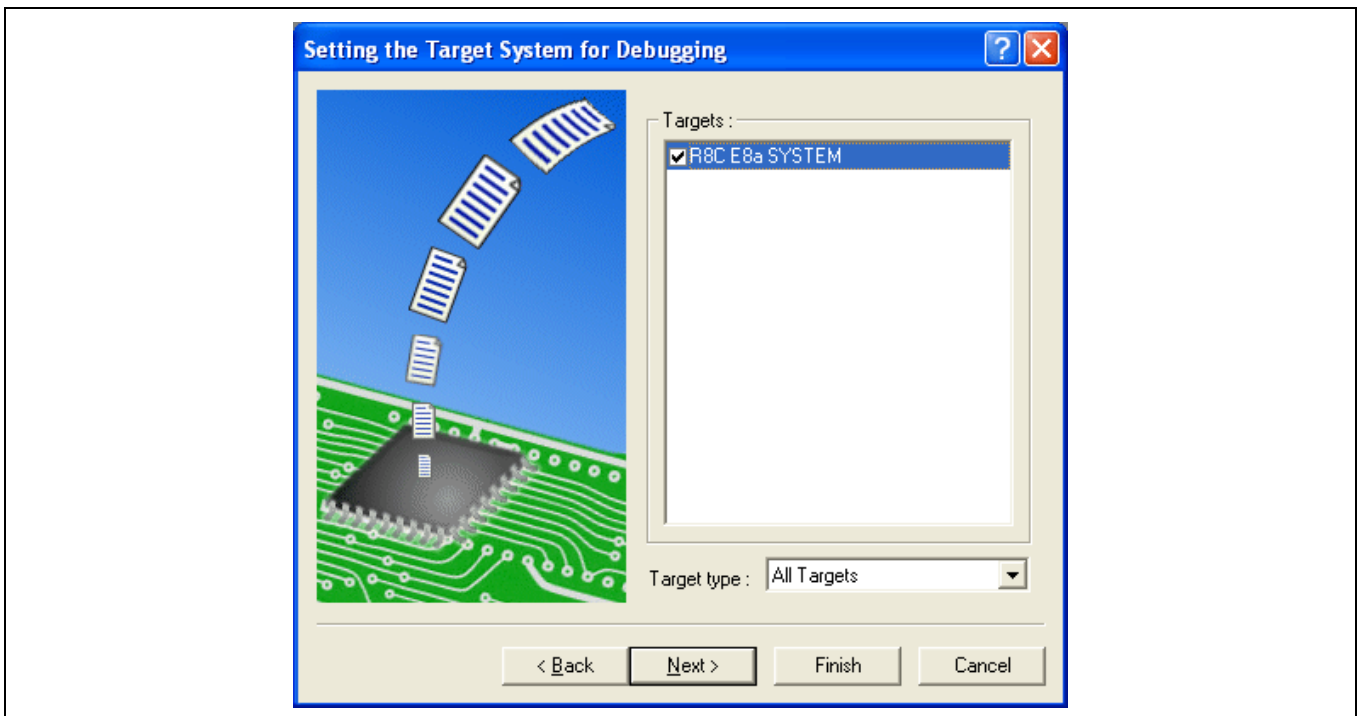 Setting the Target System for Debugging
Targets :
R8C E8a SYSTEM
Target type :
All Targets
< Back
Next >
Finish
Cancel